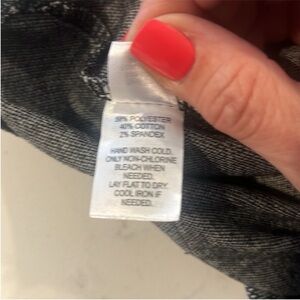 58% POLYESTER
40% COTTON
2% SPANDEX
HAND WASH COLD.
ONLY NON-CHLORINE
BLEACH WHEN
NEEDED.
LAY FLAT TO DRY.
COOL IRON IF
NEEDED.